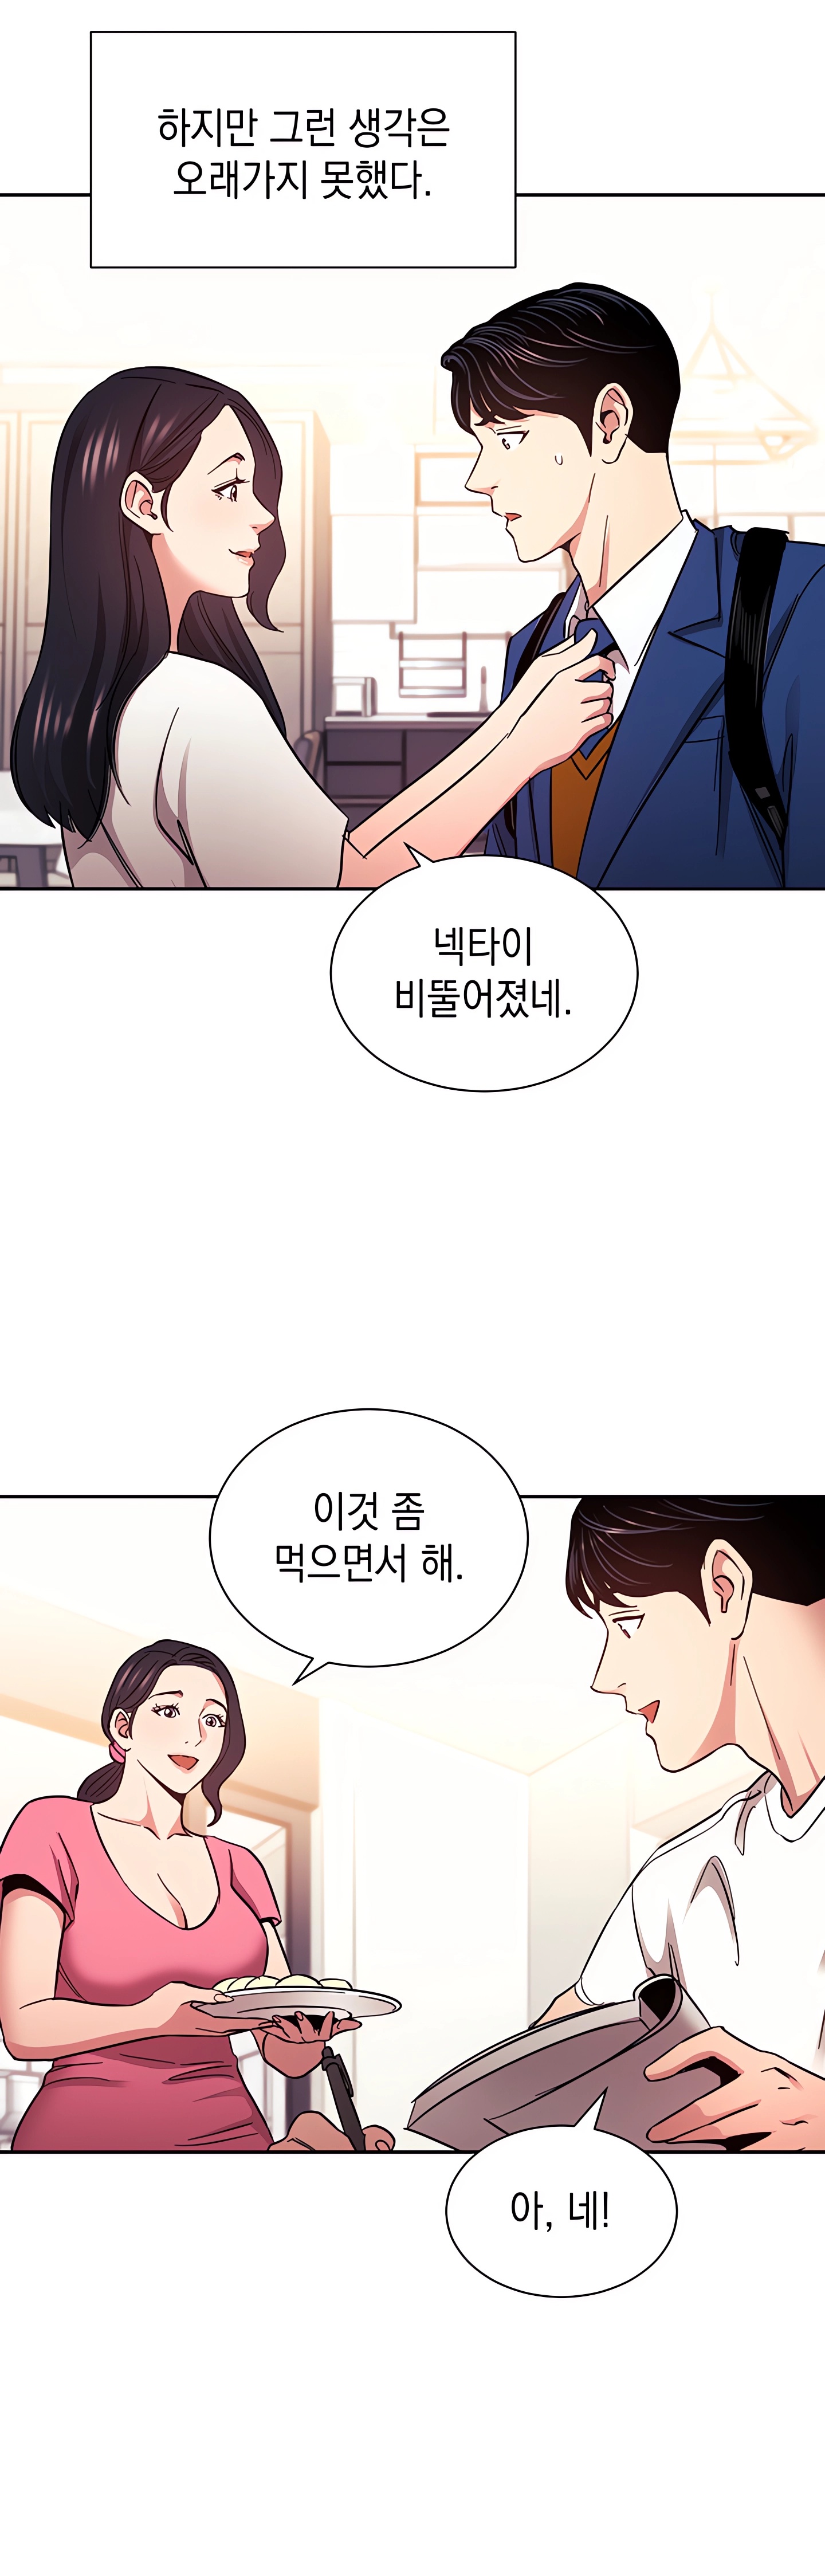 하지만 그런 생각은
오래가지 못했다.
넥타이
비뚤어졌네.
이것 좀
먹으면서 해.
아, 네!